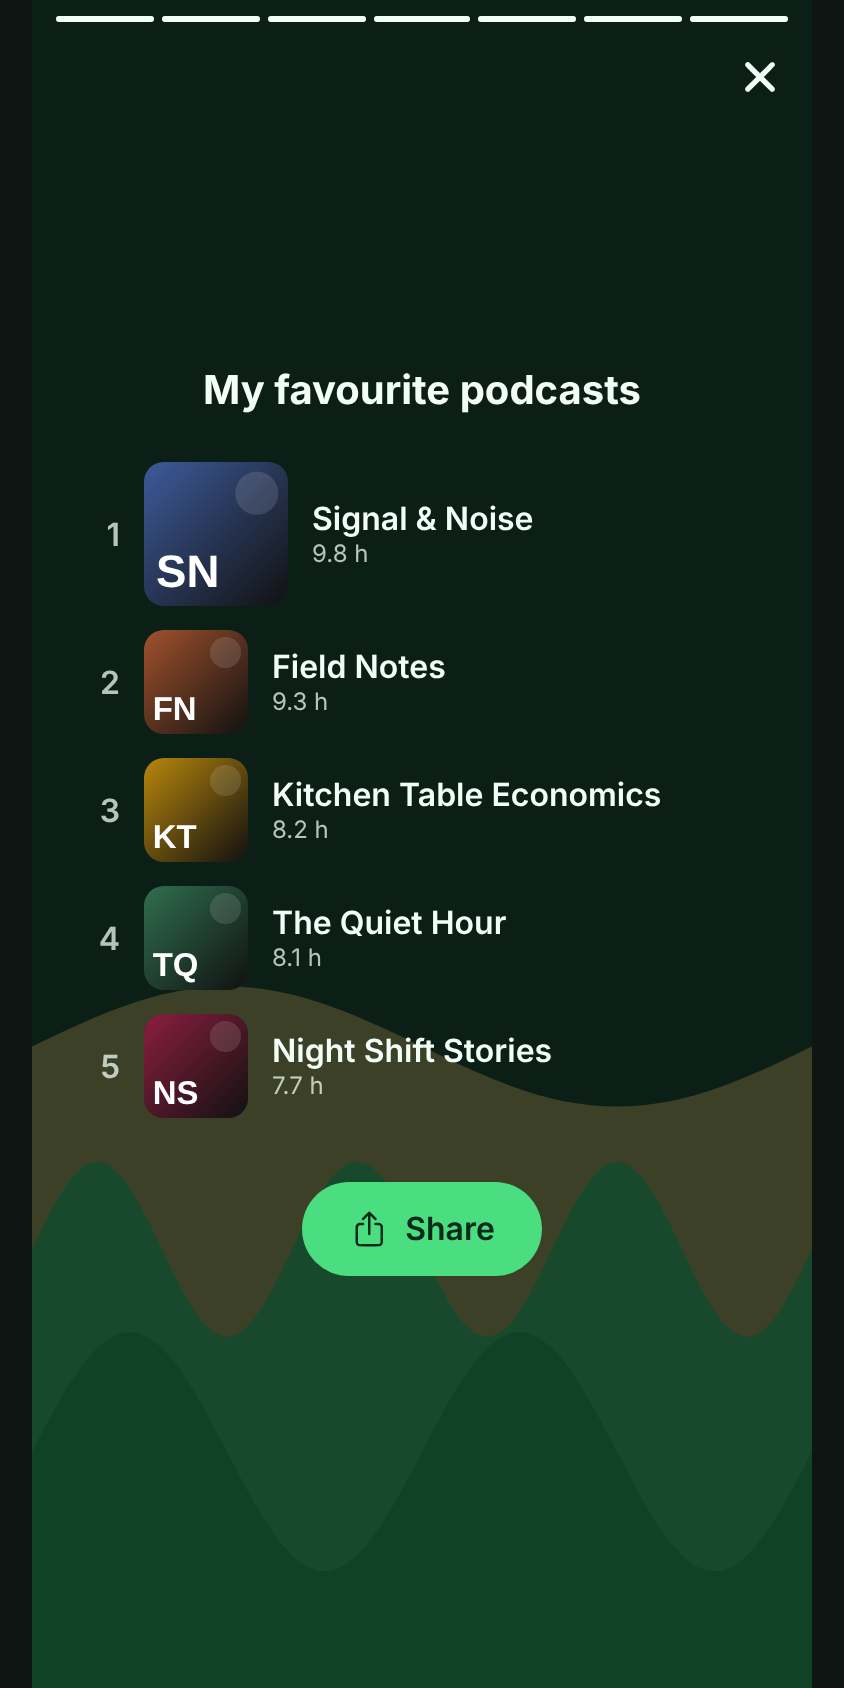 My favourite podcasts
1
SN
Signal & Noise
9.8 h
2
FN
Field Notes
9.3 h
3
KT
Kitchen Table Economics
8.2 h
4
TQ
The Quiet Hour
8.1 h
5
NS
Night Shift Stories
7.7 h
Share